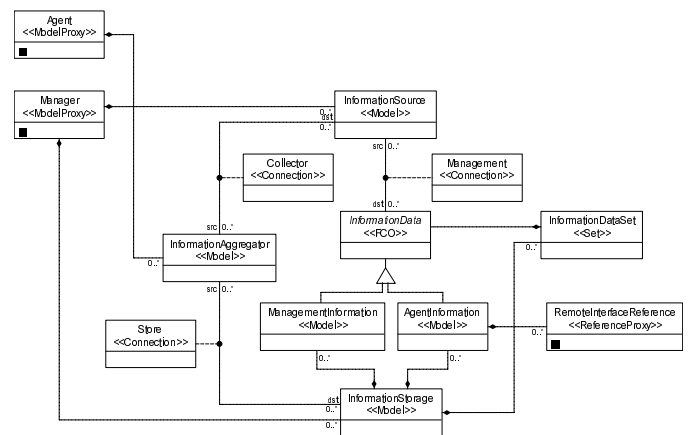 Agent
<<ModelProxy>>
Manager
<<ModelProxy>>
InformationSource
<<Model>>
0..*
dst
0..*
src 0..*
Collector
<<Connection>>
Management
<<Connection>>
dst 0..*
src 0..*
InformationData
<<FCO>>
InformationDataSet
<<Set>>
InformationAggregator
<<Model>>
0..*
0..*
src 0..*
ManagementInformation
<<Model>>
AgentInformation
<<Model>>
RemoteInterfaceReference
<<ReferenceProxy>>
0..*
Store
<<Connection>>
0..*
0..*
InformationStorage
<<Model>>
dst
0..*
0..*